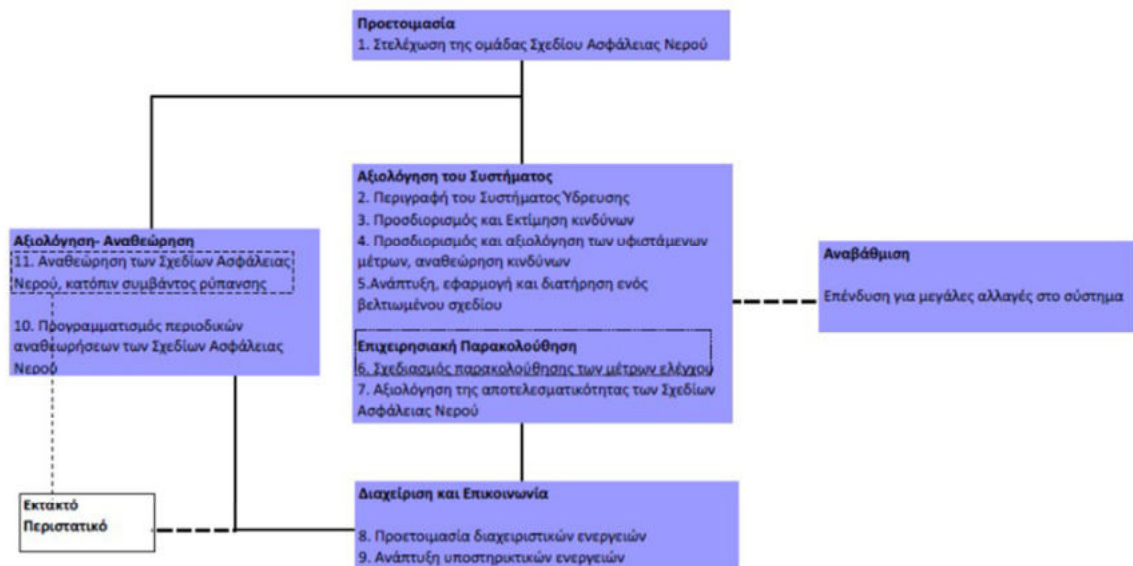 Προετοιμασία
1. Στελέχωση της ομάδας Σχεδίου Ασφάλειας Νερού
Αξιολόγηση του Συστήματος
2. Περιγραφή του Συστήματος Ύδρευσης
3. Προσδιορισμός και Εκτίμηση κινδύνων
4. Προσδιορισμός και αξιολόγηση των υφιστάμενων
μέτρων, αναθεώρηση κινδύνων
5.Ανάπτυξη, εφαρμογή και διατήρηση ενός
βελτιωμένου σχεδίου
Επιχειρησιακή Παρακολούθηση
6. Σχεδιασμός παρακολούθησης των μέτρων ελέγχου
7. Αξιολόγηση της αποτελεσματικότητας των Σχεδίων
Ασφάλειας Νερού
Αξιολόγηση- Αναθεώρηση
11. Αναθεώρηση των Σχεδίων Ασφάλειας
Νερού, κατόπιν συμβάντος ρύπανσης
10. Προγραμματισμός περιοδικών
αναθεωρήσεων των Σχεδίων Ασφάλειας
Νερού
Αναβάθμιση
Επένδυση για μεγάλες αλλαγές στο σύστημα
Εκτακτό
Περιστατικό
Διαχείριση και Επικοινωνία
8. Προετοιμασία διαχειριστικών ενεργειών
9. Ανάπτυξη υποστηρικτικών ενεργειών